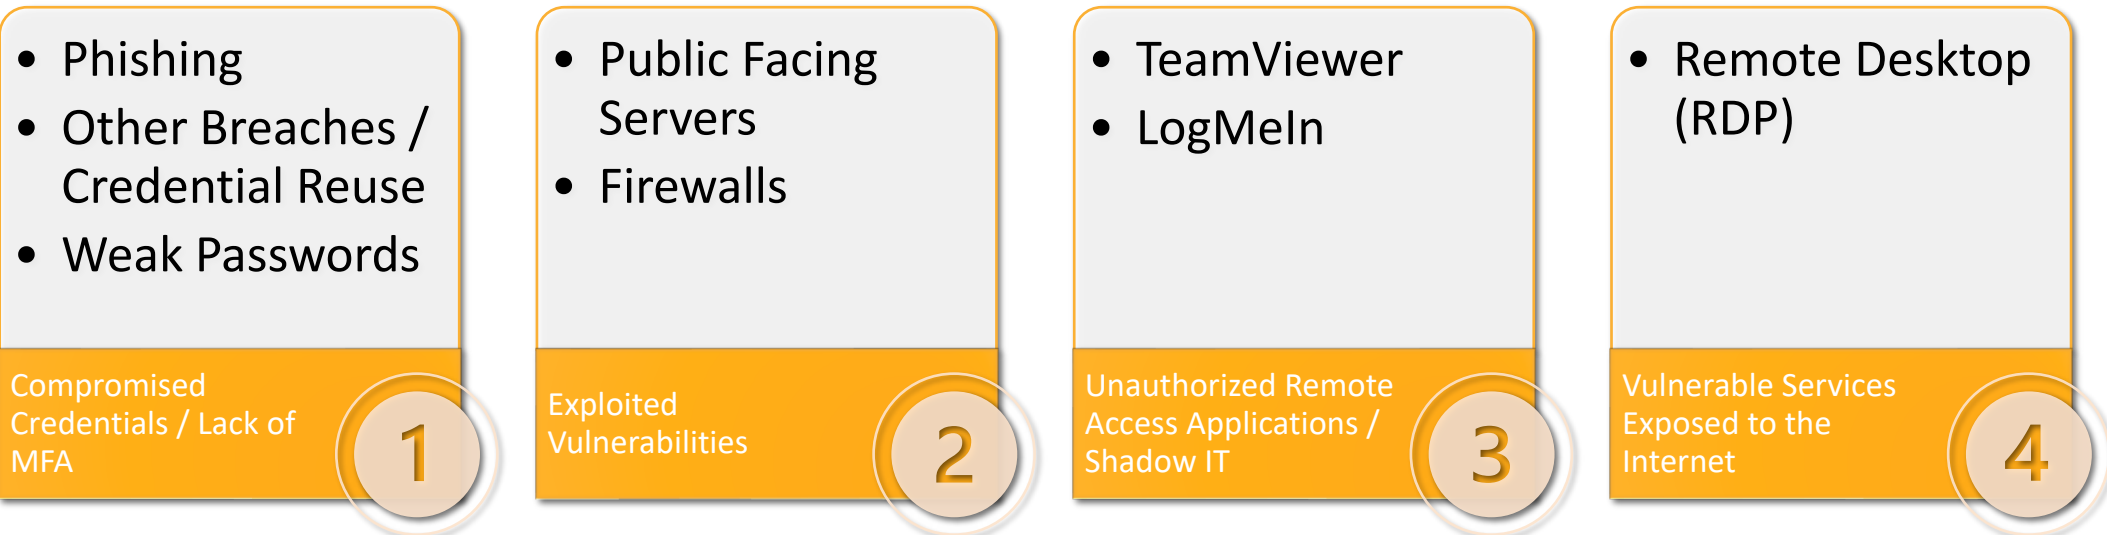 • Phishing
• Other Breaches /
Credential Reuse
• Weak Passwords
Compromised
Credentials / Lack of
MFA
1
• Public Facing
Servers
• Firewalls
Exploited
Vulnerabilities
2
• TeamViewer
• LogMeIn
Unauthorized Remote
Access Applications /
Shadow IT
3
• Remote Desktop
(RDP)
Vulnerable Services
Exposed to the
Internet
4